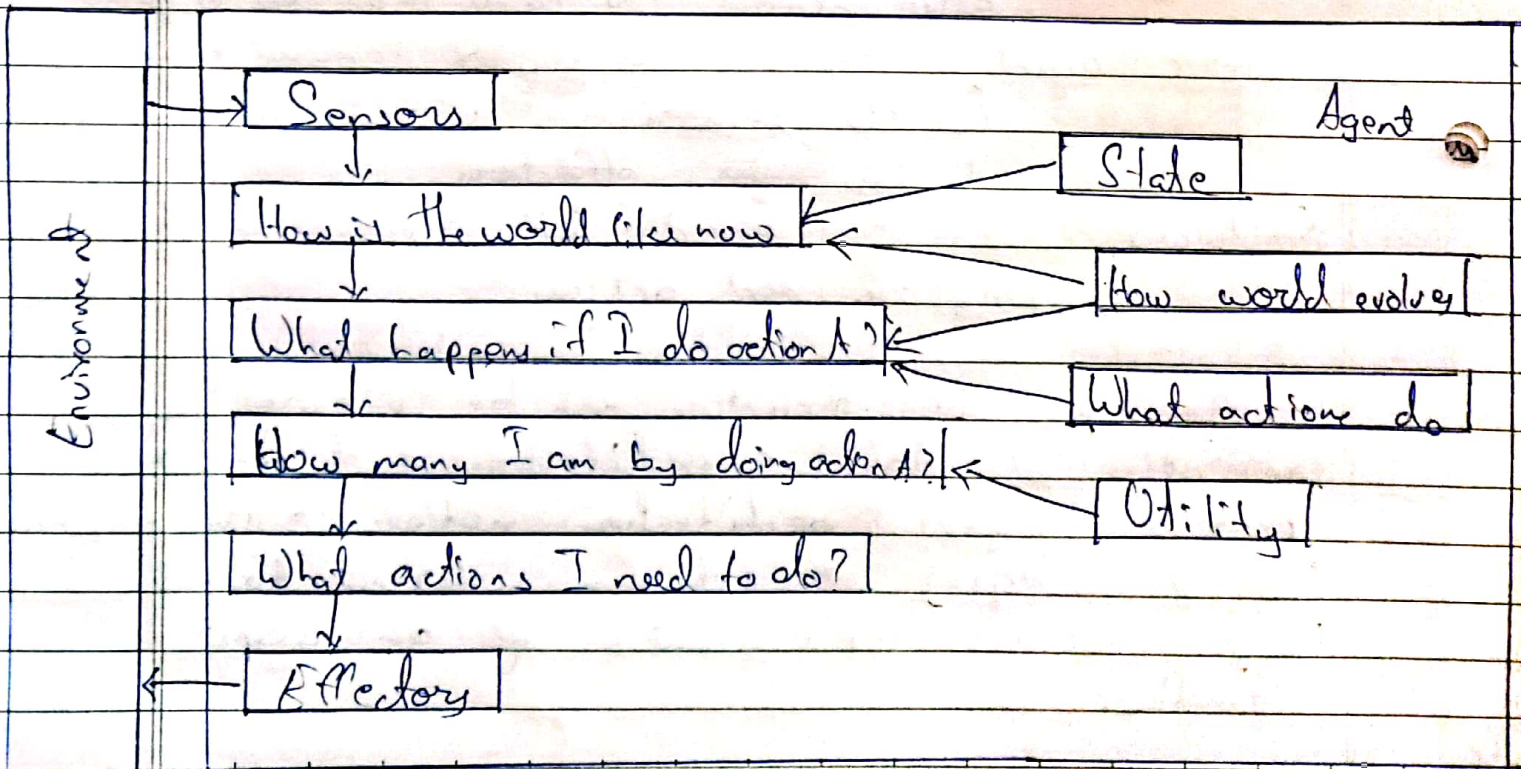 Sensors
Agent
State
How is the world like now
How world evolves
What happens if I do action A?
What actions do
Environment
How many I am by doing action A?
Utility
What actions I need to do?
Effectors